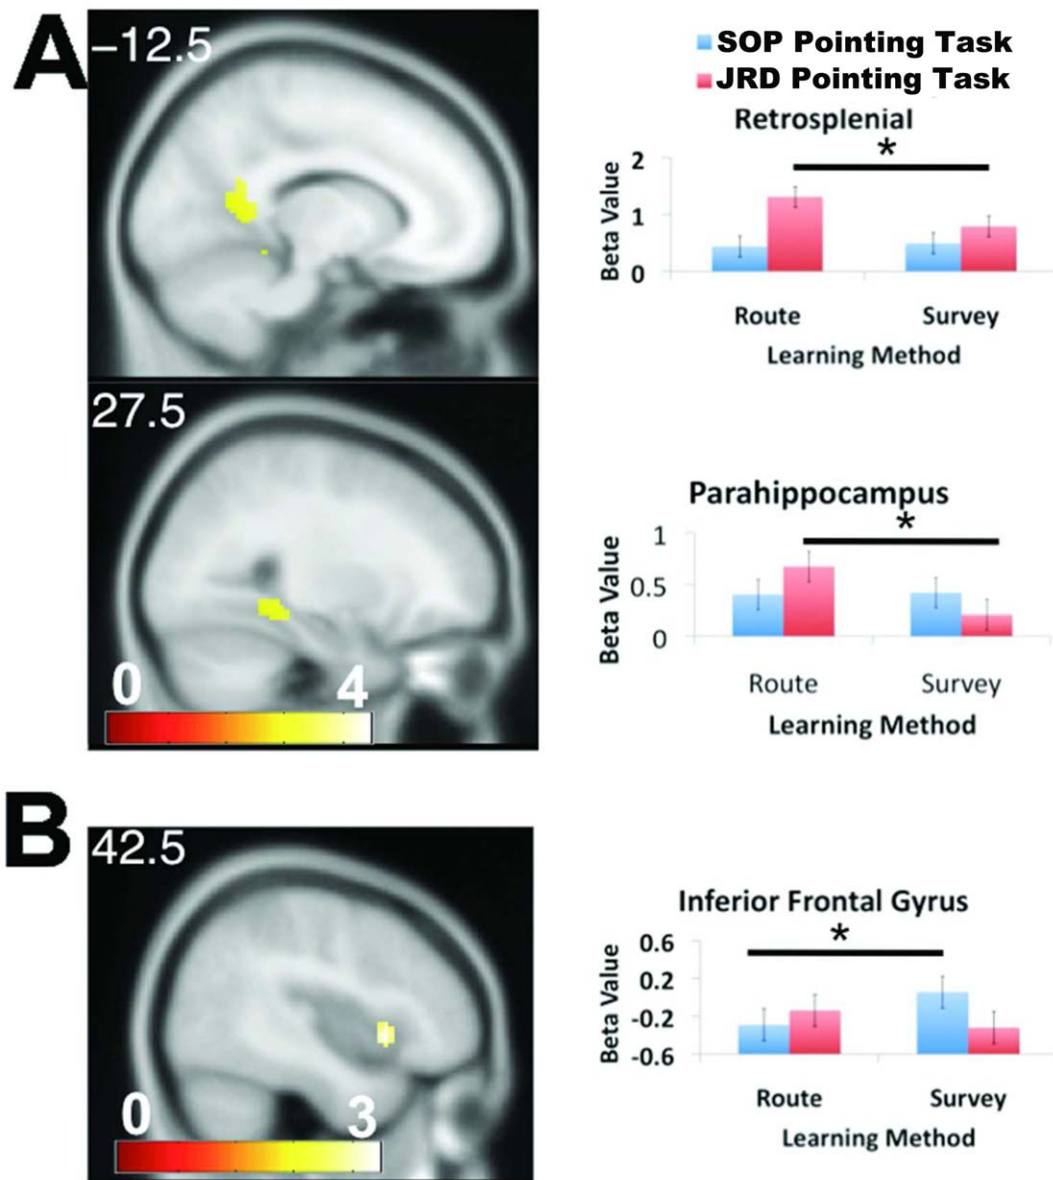 A
−12.5
SOP Pointing Task
JRD Pointing Task
Retrosplenial
*
2
1
0
Beta Value
Route Survey
Learning Method
27.5
0 4
Parahippocampus
*
1
0.5
0
Beta Value
Route Survey
Learning Method
B
42.5
0 3
Inferior Frontal Gyrus
*
0.6
0.2
-0.2
-0.6
Beta Value
Route Survey
Learning Method